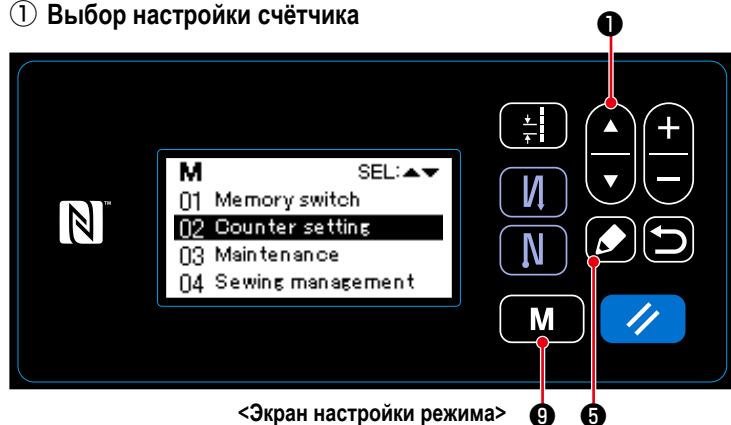 ① Выбор настройки счётчика
❶
M SEL:▲▼
01 Memory switch
02 Counter setting
03 Maintenance
04 Sewing management
N™
M
<Экран настройки режима>
❾ ❺